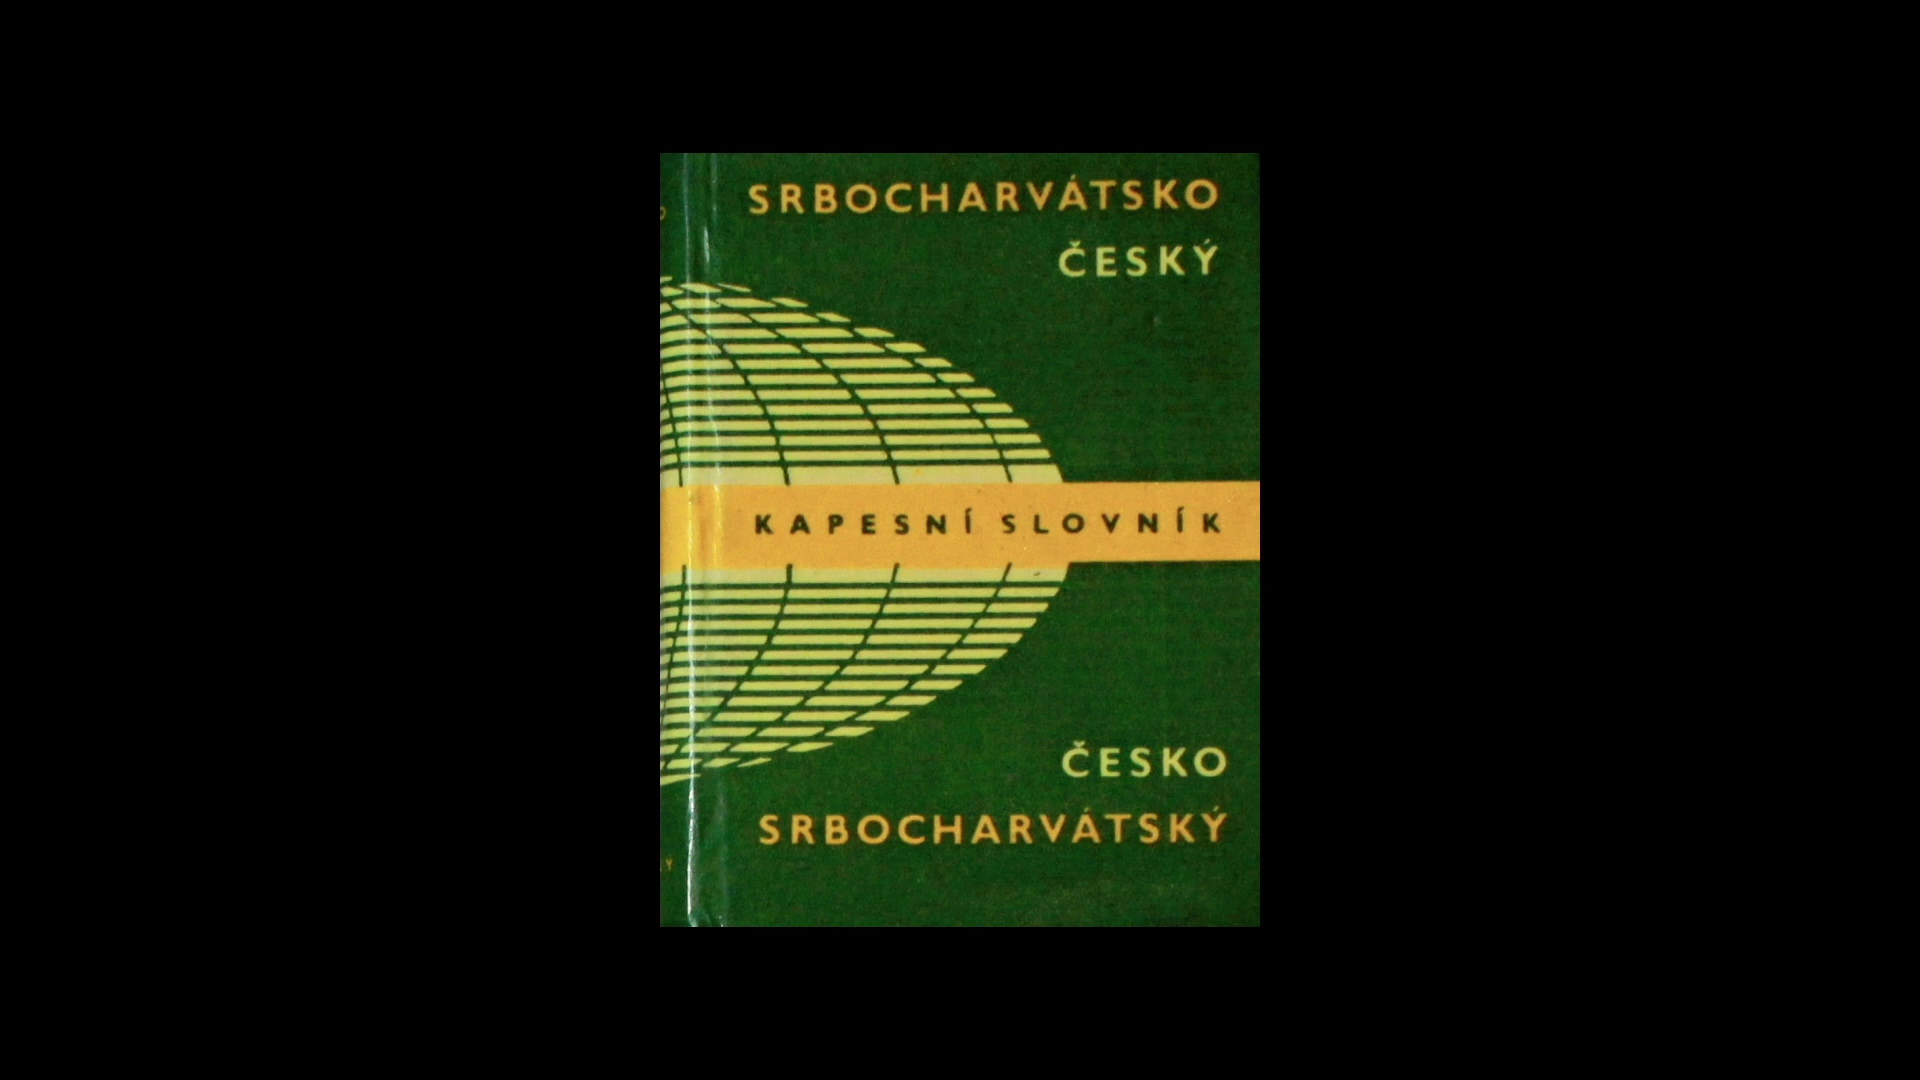 SRBOCHARVÁTSKO
ČESKÝ
KAPESNÍ SLOVNÍK
ČESKO
SRBOCHARVÁTSKÝ